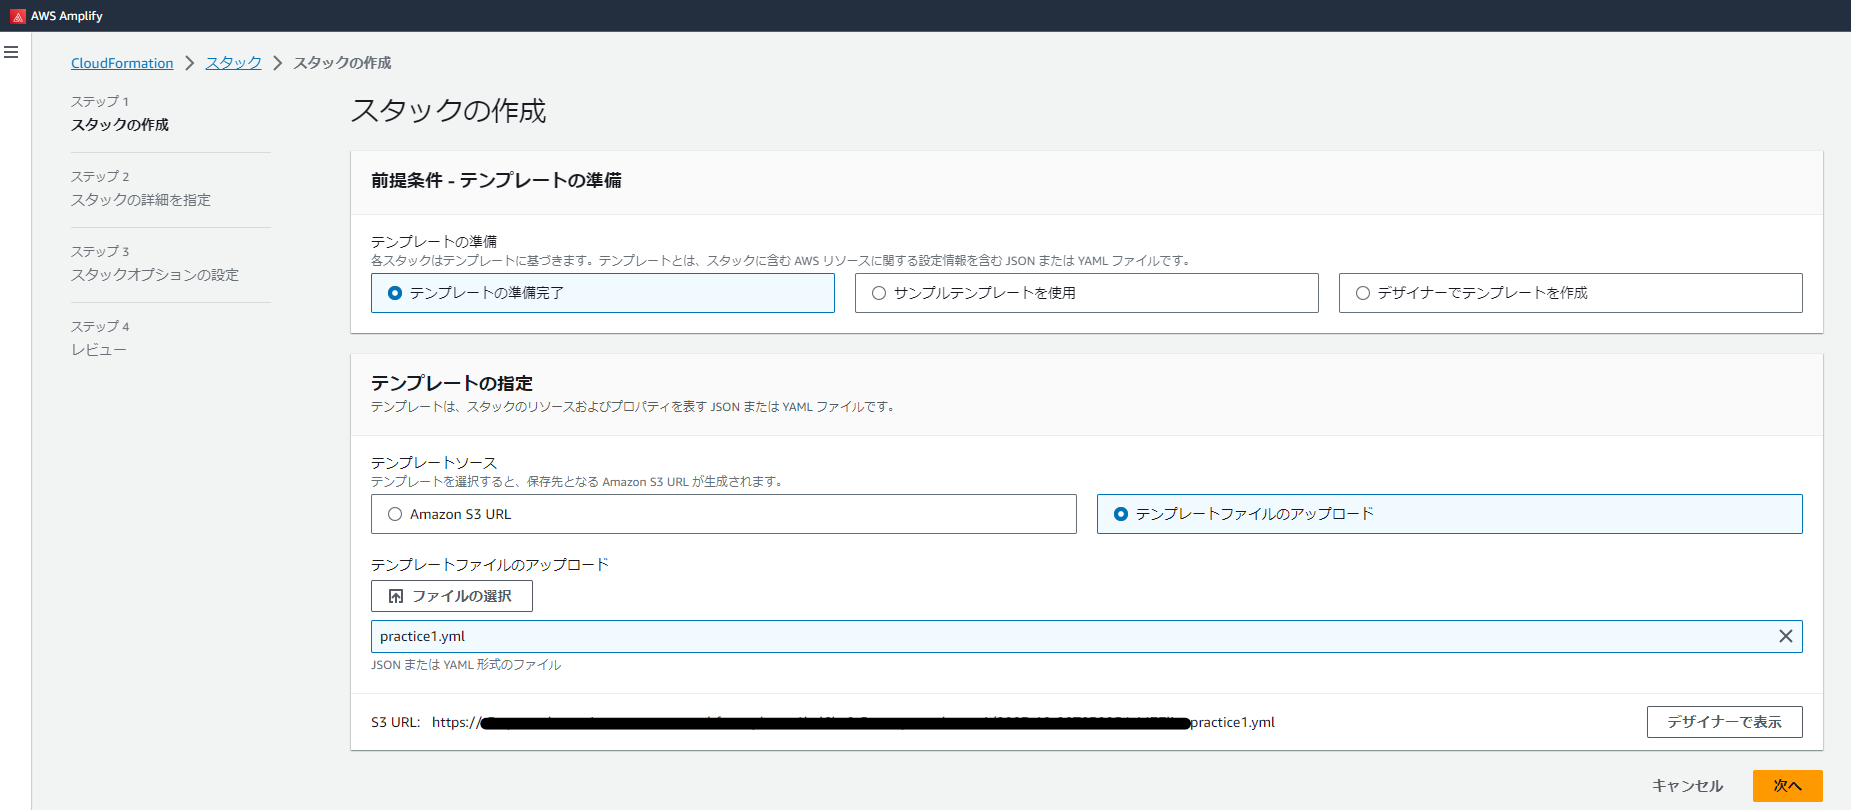 AWS Amplify
CloudFormation > スタック > スタックの作成
ステップ 1
スタックの作成
ステップ 2
スタックの詳細を指定
ステップ 3
スタックオプションの設定
ステップ 4
レビュー
スタックの作成
前提条件 - テンプレートの準備
テンプレートの準備
各スタックはテンプレートに基づきます。テンプレートとは、スタックに含む AWS リソースに関する設定情報を含む JSON または YAML ファイルです。
テンプレートの準備完了
サンプルテンプレートを使用
デザイナーでテンプレートを作成
テンプレートの指定
テンプレートは、スタックのリソースおよびプロパティを表す JSON または YAML ファイルです。
テンプレートソース
テンプレートを選択すると、保存先となる Amazon S3 URL が生成されます。
Amazon S3 URL
テンプレートファイルのアップロード
テンプレートファイルのアップロード
ファイルの選択
practice1.yml
JSON または YAML 形式のファイル
S3 URL: https:// practice1.yml
デザイナーで表示
キャンセル
次へ